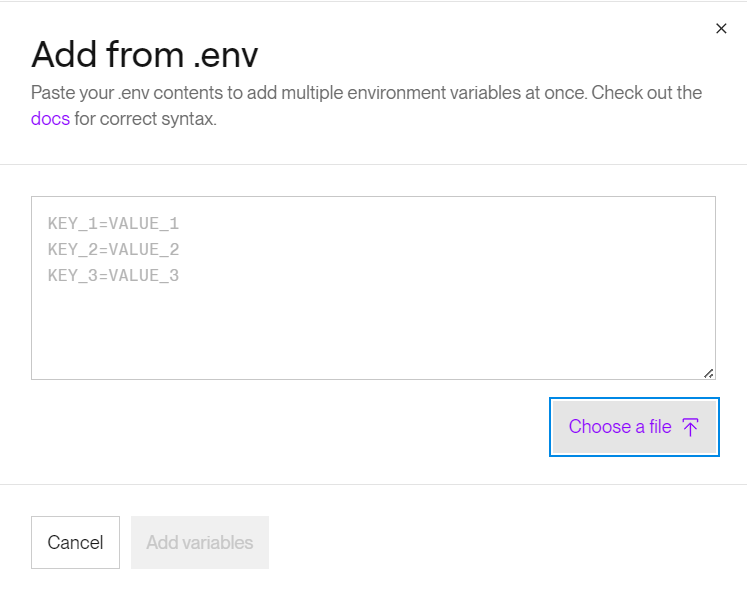 Add from .env
Paste your .env contents to add multiple environment variables at once. Check out the
docs for correct syntax.
KEY_1=VALUE_1
KEY_2=VALUE_2
KEY_3=VALUE_3
Choose a file
Cancel
Add variables